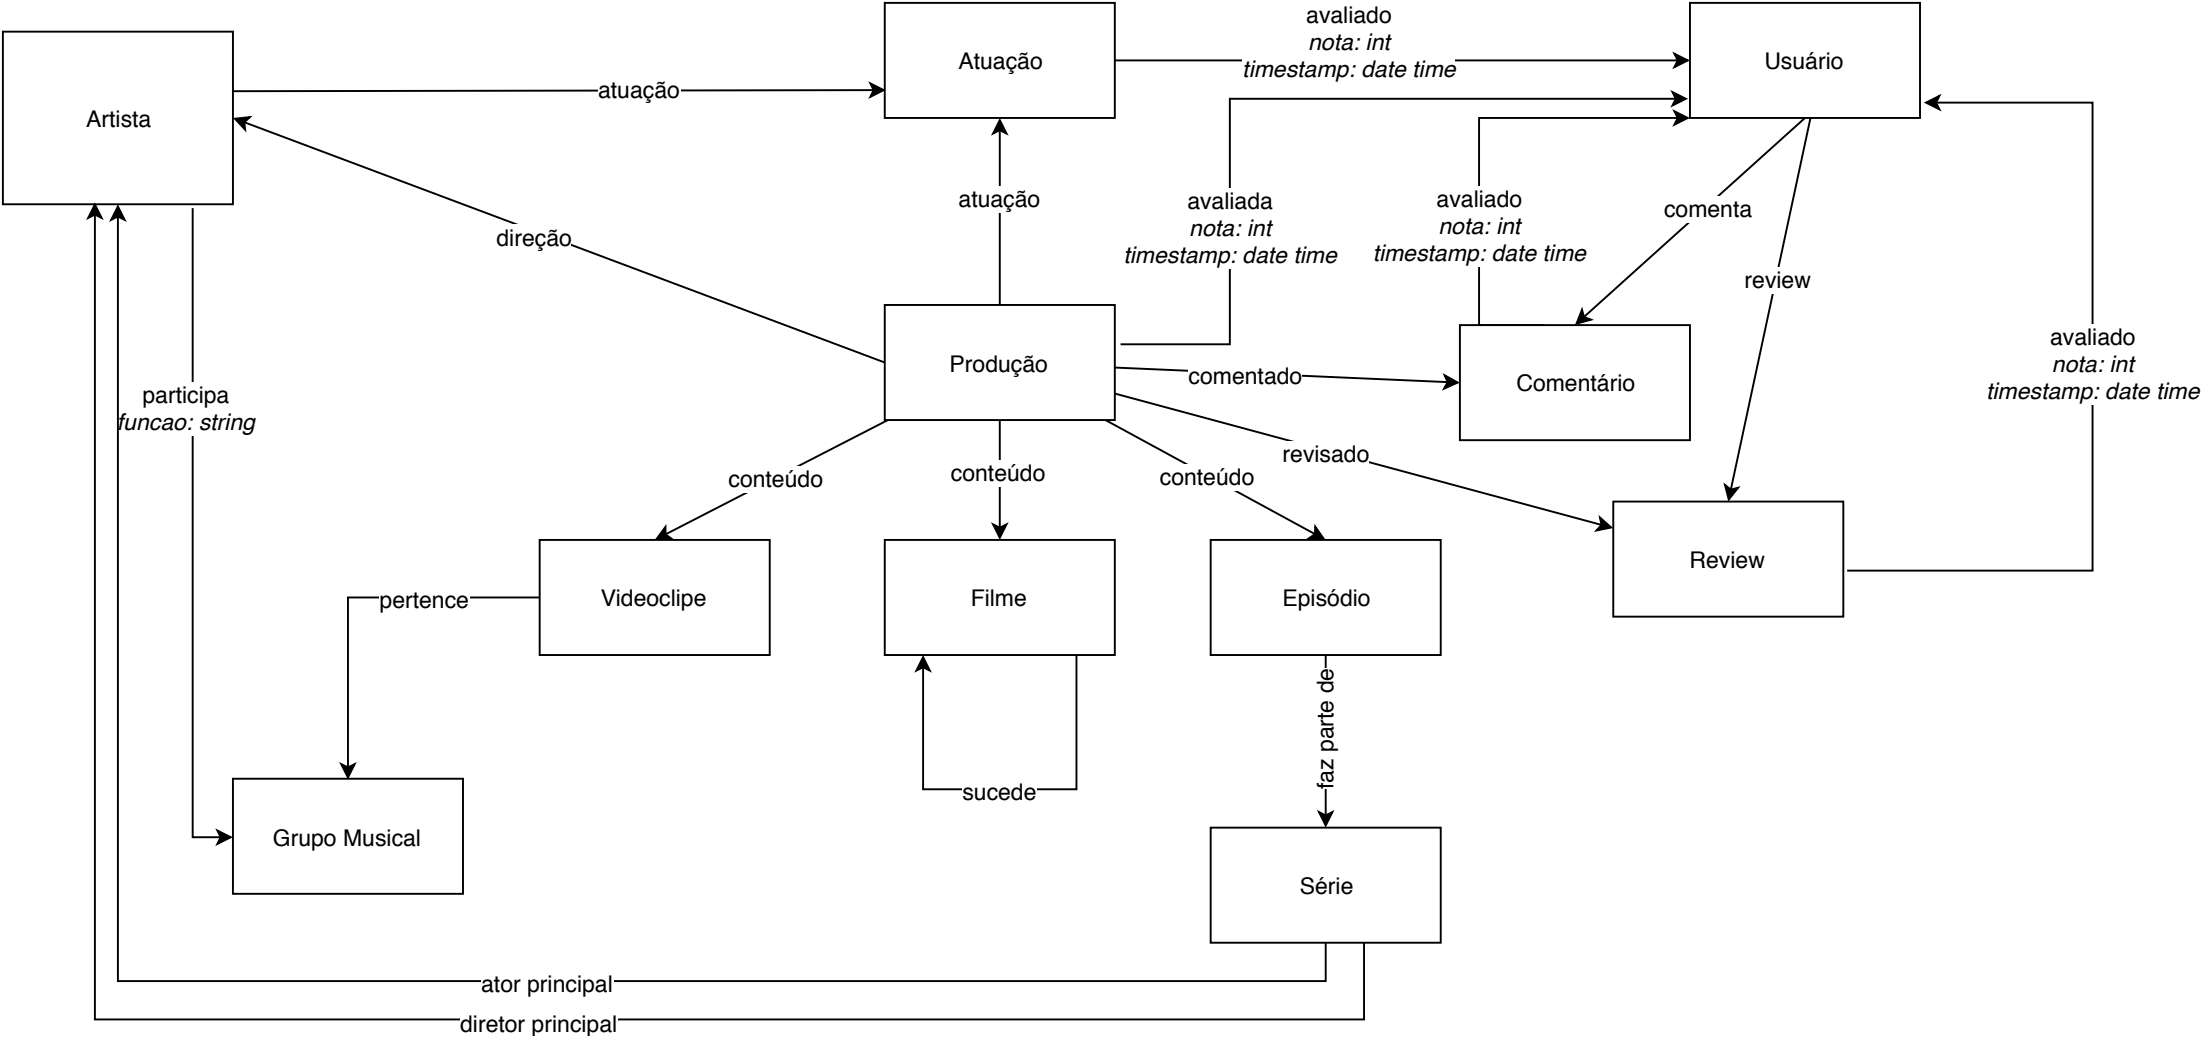 avaliado
nota: int
timestamp: date time
Atuação
Usuário
Artista
atuação
atuação
avaliada
nota: int
timestamp: date time
avaliado
nota: int
timestamp: date time
comenta
direção
review
avaliado
nota: int
timestamp: date time
Produção
comentado
Comentário
participa
funcao: string
revisado
conteúdo
conteúdo
conteúdo
Review
pertence
Videoclipe
Filme
Episódio
faz parte de
sucede
Grupo Musical
Série
ator principal
diretor principal